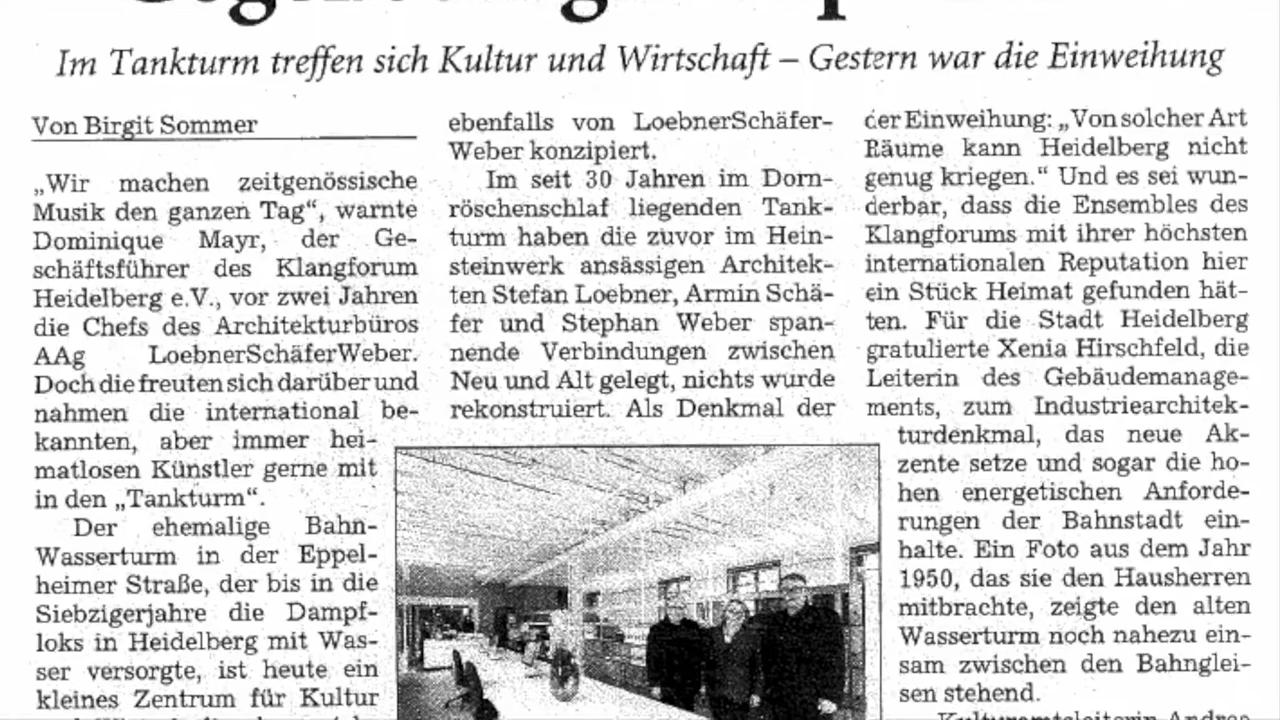 Im Tankturm treffen sich Kultur und Wirtschaft – Gestern war die Einweihung
Von Birgit Sommer
„Wir machen zeitgenössische
Musik den ganzen Tag“, warnte
Dominique Mayr, der Ge-
schäftsführer des Klangforum
Heidelberg e.V., vor zwei Jahren
die Chefs des Architekturbüros
AAg LoebnerSchäferWeber.
Doch die freuten sich darüber und
nahmen die international be-
kannten, aber immer hei-
matlosen Künstler gerne mit
in den „Tankturm“.
Der ehemalige Bahn-
Wasserturm in der Eppel-
heimer Straße, der bis in die
Siebzigerjahre die Dampf-
loks in Heidelberg mit Was-
ser versorgte, ist heute ein
kleines Zentrum für Kultur
ebenfalls von LoebnerSchäfer-
Weber konzipiert.
Im seit 30 Jahren im Dorn-
röschenschlaf liegenden Tank-
turm haben die zuvor im Hein-
steinwerk ansässigen Architek-
ten Stefan Loebner, Armin Schä-
fer und Stephan Weber span-
nende Verbindungen zwischen
Neu und Alt gelegt, nichts wurde
rekonstruiert. Als Denkmal der
der Einweihung: „Von solcher Art
Räume kann Heidelberg nicht
genug kriegen.“ Und es sei wun-
derbar, dass die Ensembles des
Klangforums mit ihrer höchsten
internationalen Reputation hier
ein Stück Heimat gefunden hät-
ten. Für die Stadt Heidelberg
gratulierte Xenia Hirschfeld, die
Leiterin des Gebäudemanage-
ments, zum Industriearchitek-
turdenkmal, das neue Ak-
zente setze und sogar die ho-
hen energetischen Anforde-
rungen der Bahnstadt ein-
halte. Ein Foto aus dem Jahr
1950, das sie den Hausherren
mitbrachte, zeigte den alten
Wasserturm noch nahezu ein-
sam zwischen den Bahnglei-
sen stehend.
Kulturamtsleiterin Andrea